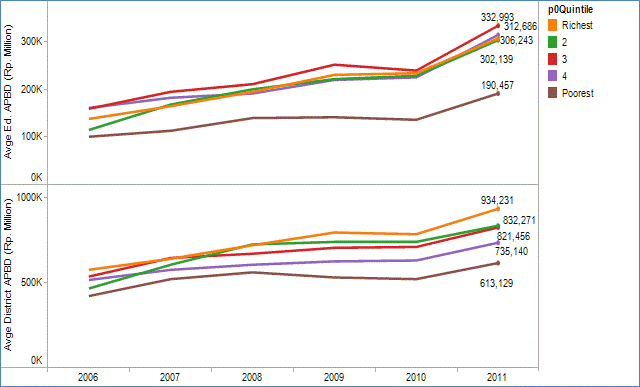 p0Quintile
Richest
2
3
4
Poorest
Avge Ed. APBD (Rp. Million)
300K
200K
100K
0K
332,993
312,686
306,243
302,139
190,457
Avge District APBD (Rp. Million)
1000K
500K
0K
934,231
832,271
821,456
735,140
613,129
2006 2007 2008 2009 2010 2011